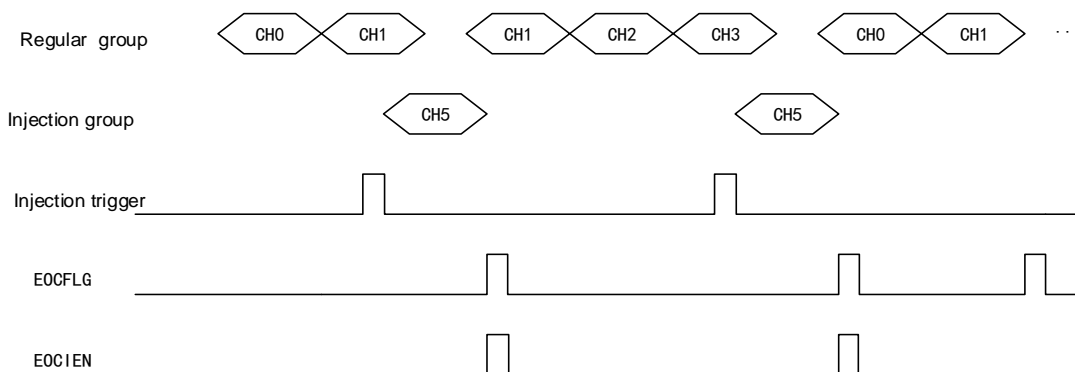 Regular group CH0 CH1 CH1 CH2 CH3 CH0 CH1 ..
Injection group CH5 CH5
Injection trigger
EOCFLG
EOCIEN